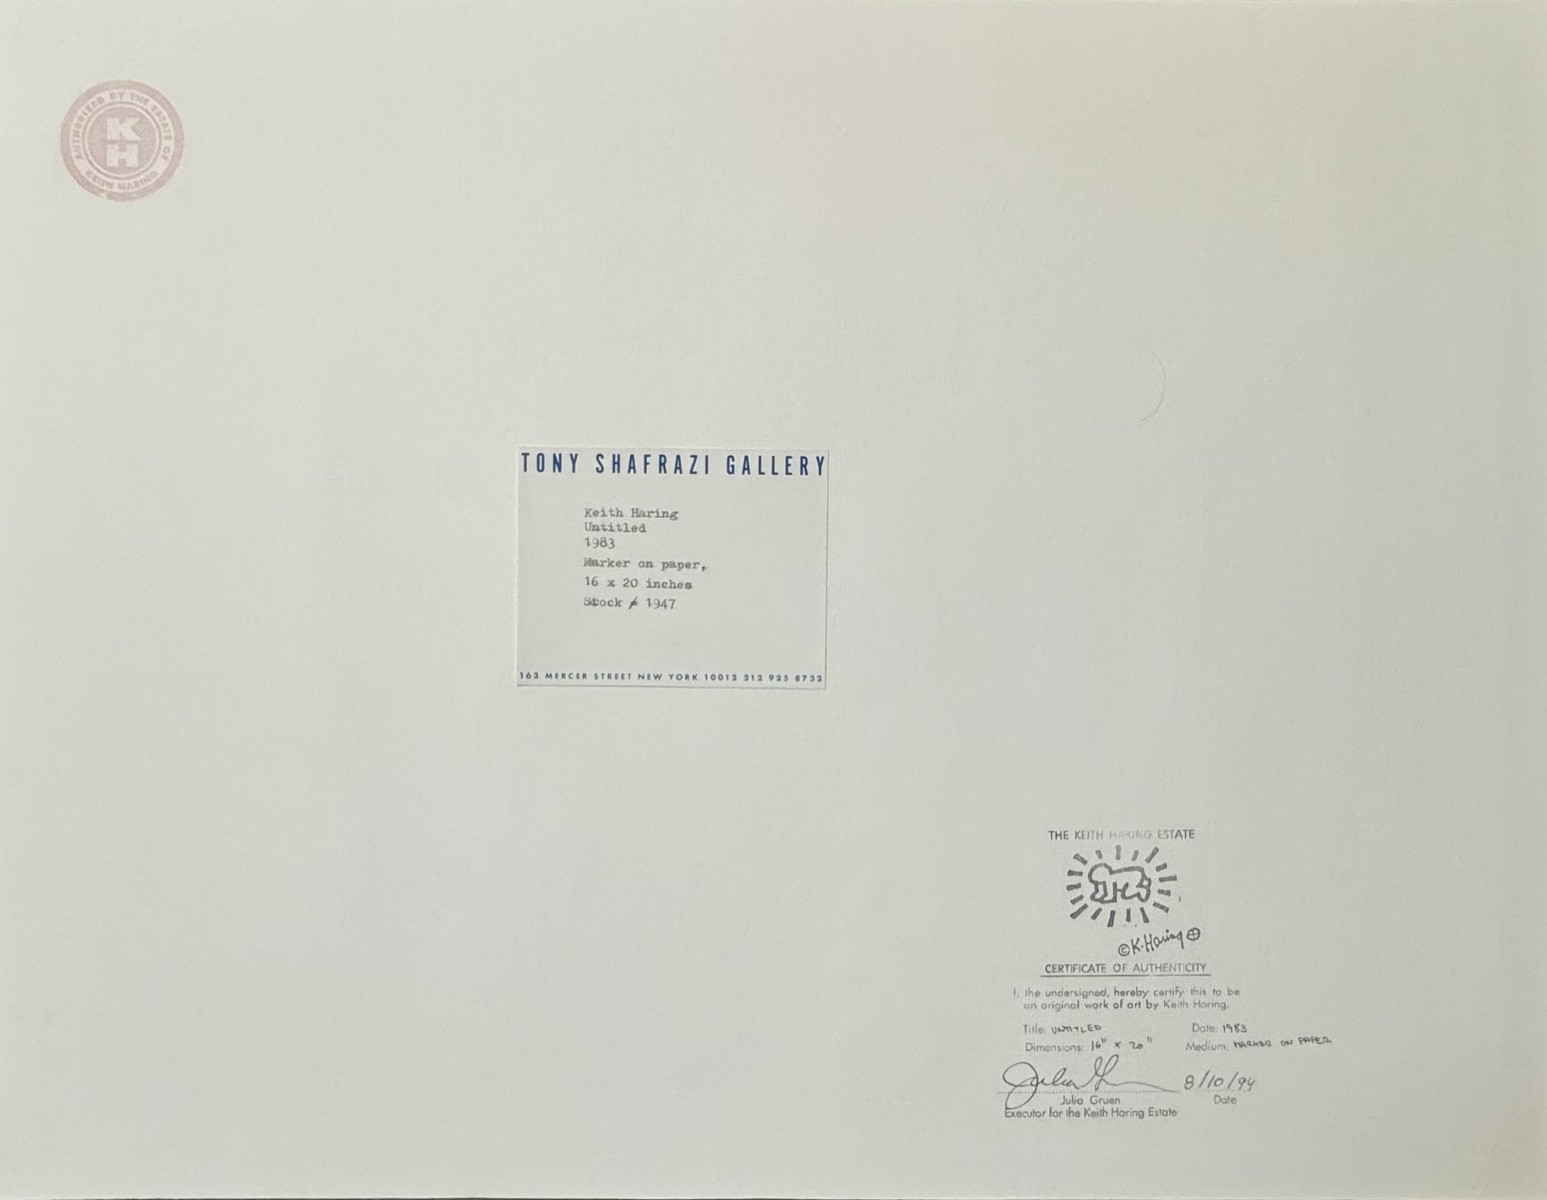 AUTHORIZED BY THE ESTATE OF
KEITH HARING
K
H
TONY SHAFRAZI GALLERY
Keith Haring
Untitled
1983
Marker on paper,
16 x 20 inches
Stock # 1947
163 MERCER STREET NEW YORK 10012 212 925 8732
THE KEITH HARING ESTATE
©K.Haring
CERTIFICATE OF AUTHENTICITY
I, the undersigned, hereby certify this to be
an original work of art by Keith Haring.
Title: UNTITLED Date: 1983
Dimensions: 16" x 20" Medium: MARKER ON PAPER
Julia Gruen 8/10/94
Julia Gruen Date
Executor for the Keith Haring Estate